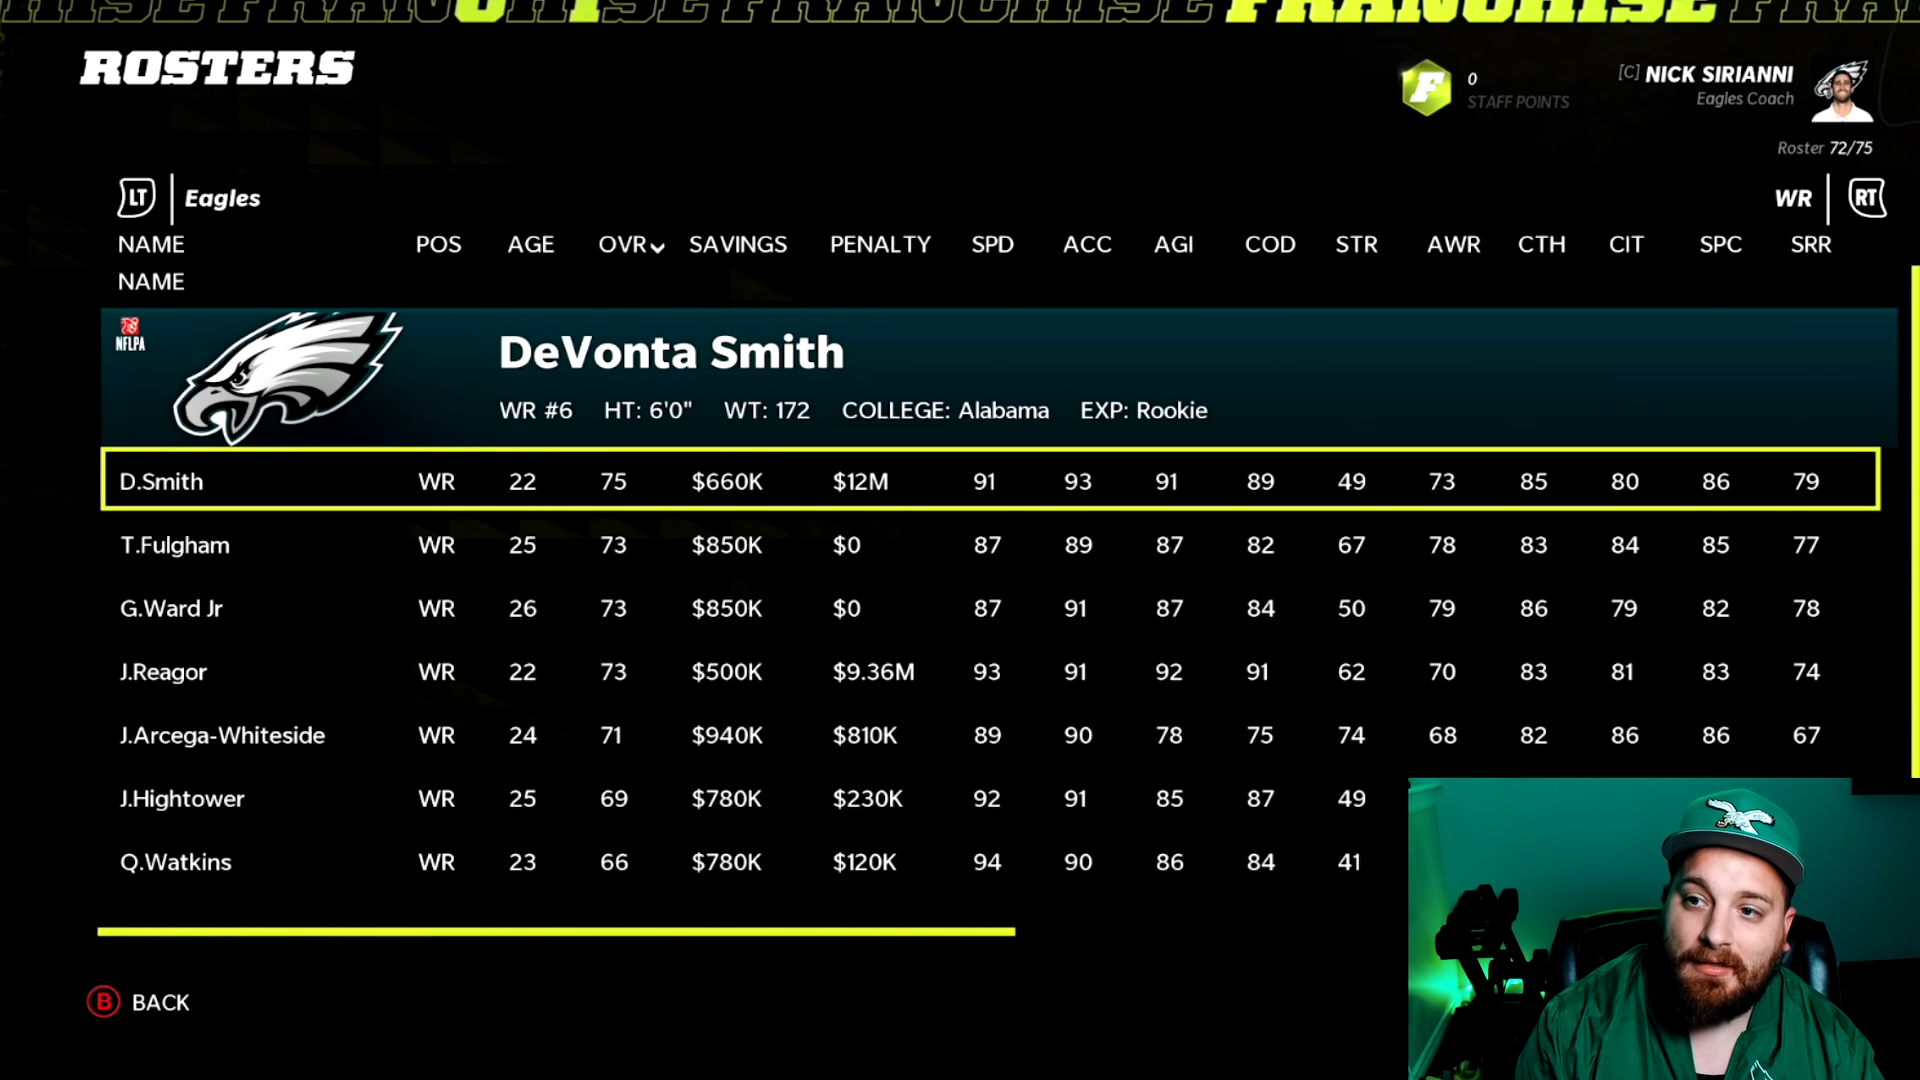 HISE FRANCHISE FRANCHISE FRANCHISE FRAN
ROSTERS
F
0
STAFF POINTS
[C] NICK SIRIANNI
Eagles Coach
Roster 72/75
LT Eagles
WR RT
NAME POS AGE OVR SAVINGS PENALTY SPD ACC AGI COD STR AWR CTH CIT SPC SRR
NAME
NFLPA
DeVonta Smith
WR #6 HT: 6'0" WT: 172 COLLEGE: Alabama EXP: Rookie
D.Smith WR 22 75 $660K $12M 91 93 91 89 49 73 85 80 86 79
T.Fulgham WR 25 73 $850K $0 87 89 87 82 67 78 83 84 85 77
G.Ward Jr WR 26 73 $850K $0 87 91 87 84 50 79 86 79 82 78
J.Reagor WR 22 73 $500K $9.36M 93 91 92 91 62 70 83 81 83 74
J.Arcega-Whiteside WR 24 71 $940K $810K 89 90 78 75 74 68 82 86 86 67
J.Hightower WR 25 69 $780K $230K 92 91 85 87 49
Q.Watkins WR 23 66 $780K $120K 94 90 86 84 41
B BACK